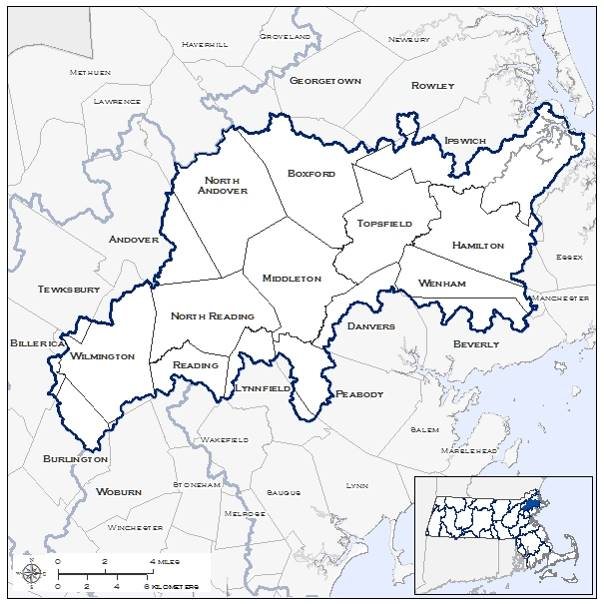 GROVELAND
NEWBURY
HAVERHILL
METHUEN
GEORGETOWN
ROWLEY
LAWRENCE
IPSWICH
BOXFORD
NORTH
ANDOVER
TOPSFIELD
ANDOVER
HAMILTON
ESSEX
MIDDLETON
WENHAM
TEWKSBURY
MANCHESTER
NORTH READING
DANVERS
BILLERICA
BEVERLY
WILMINGTON
READING
LYNNFIELD
PEABODY
SALEM
WAKEFIELD
MARBLEHEAD
BURLINGTON
STONEHAM
LYNN
WOBURN
SAUGUS
MELROSE
WINCHESTER
0 2 4 MILES
0 2 4 6 KILOMETERS